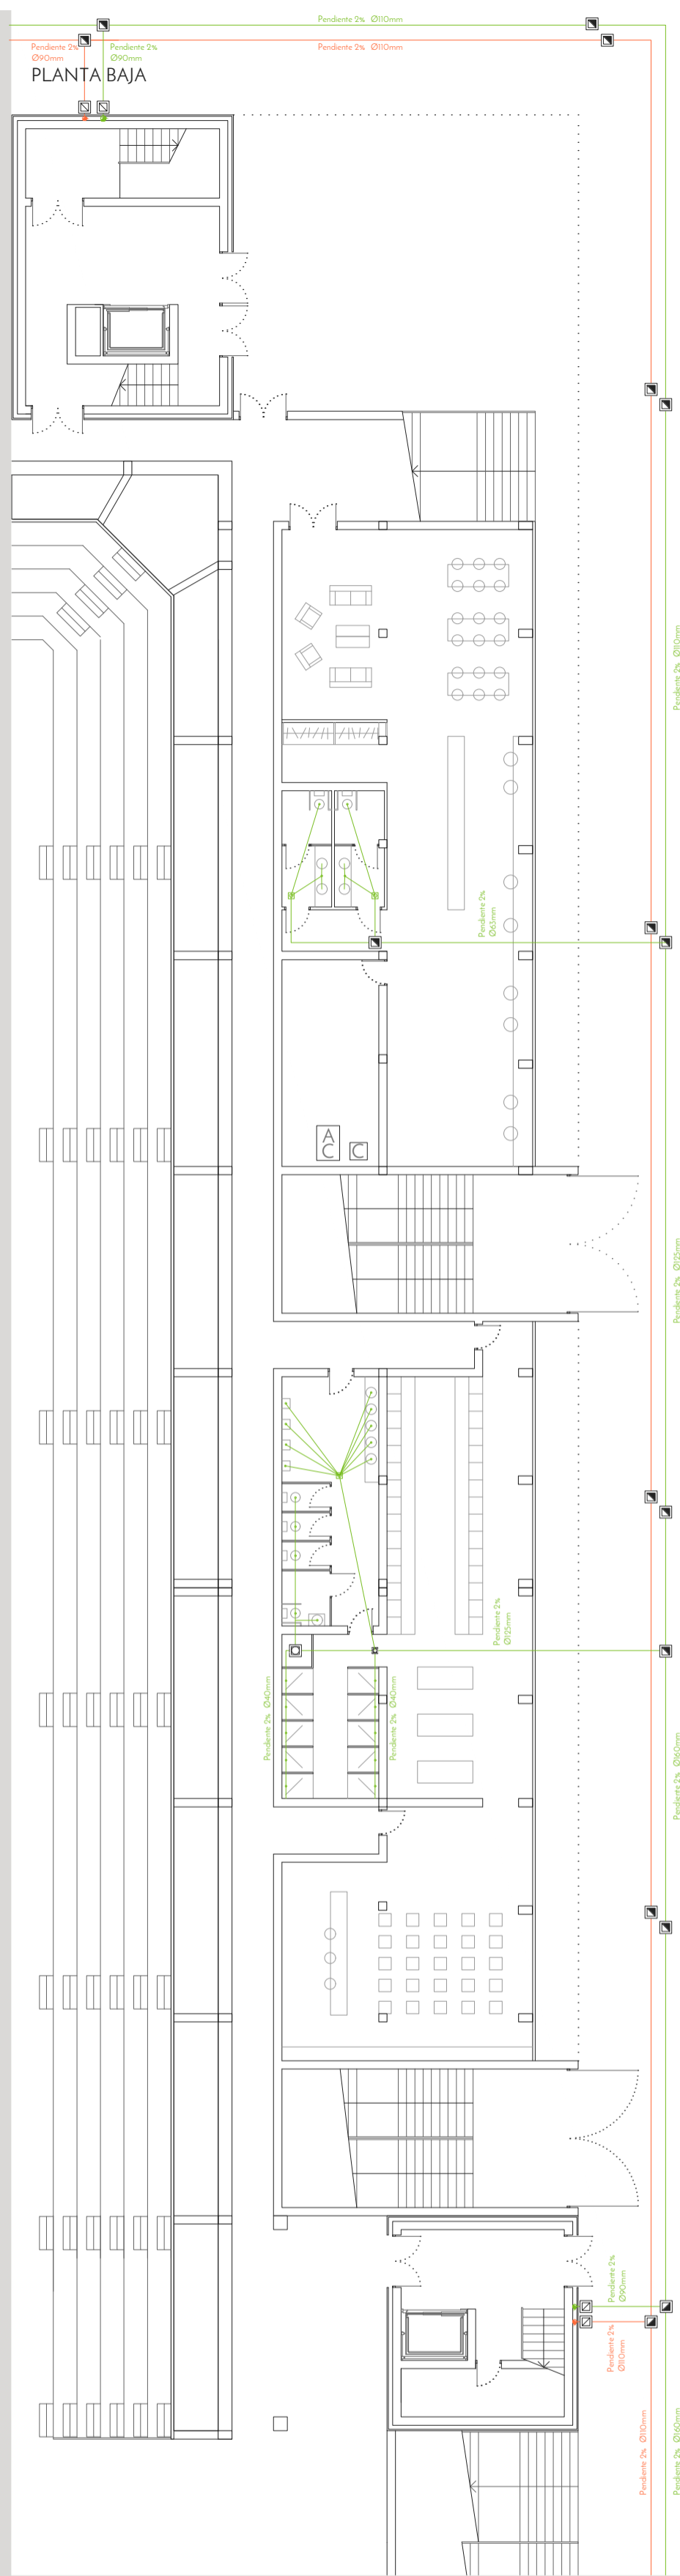 Pendiente 2%  Ø110mm
Pendiente 2%
Ø90mm
Pendiente 2%
Ø90mm
Pendiente 2%  Ø110mm
PLANTA BAJA
Pendiente 2%  Ø110mm
Pendiente 2%
Ø63mm
A
C
C
Pendiente 2%  Ø125mm
Pendiente 2%
Ø125mm
Pendiente 2%  Ø40mm
Pendiente 2%  Ø40mm
Pendiente 2%  Ø160mm
Pendiente 2%
Ø90mm
Pendiente 2%
Ø110mm
Pendiente 2%  Ø110mm
Pendiente 2%  Ø160mm